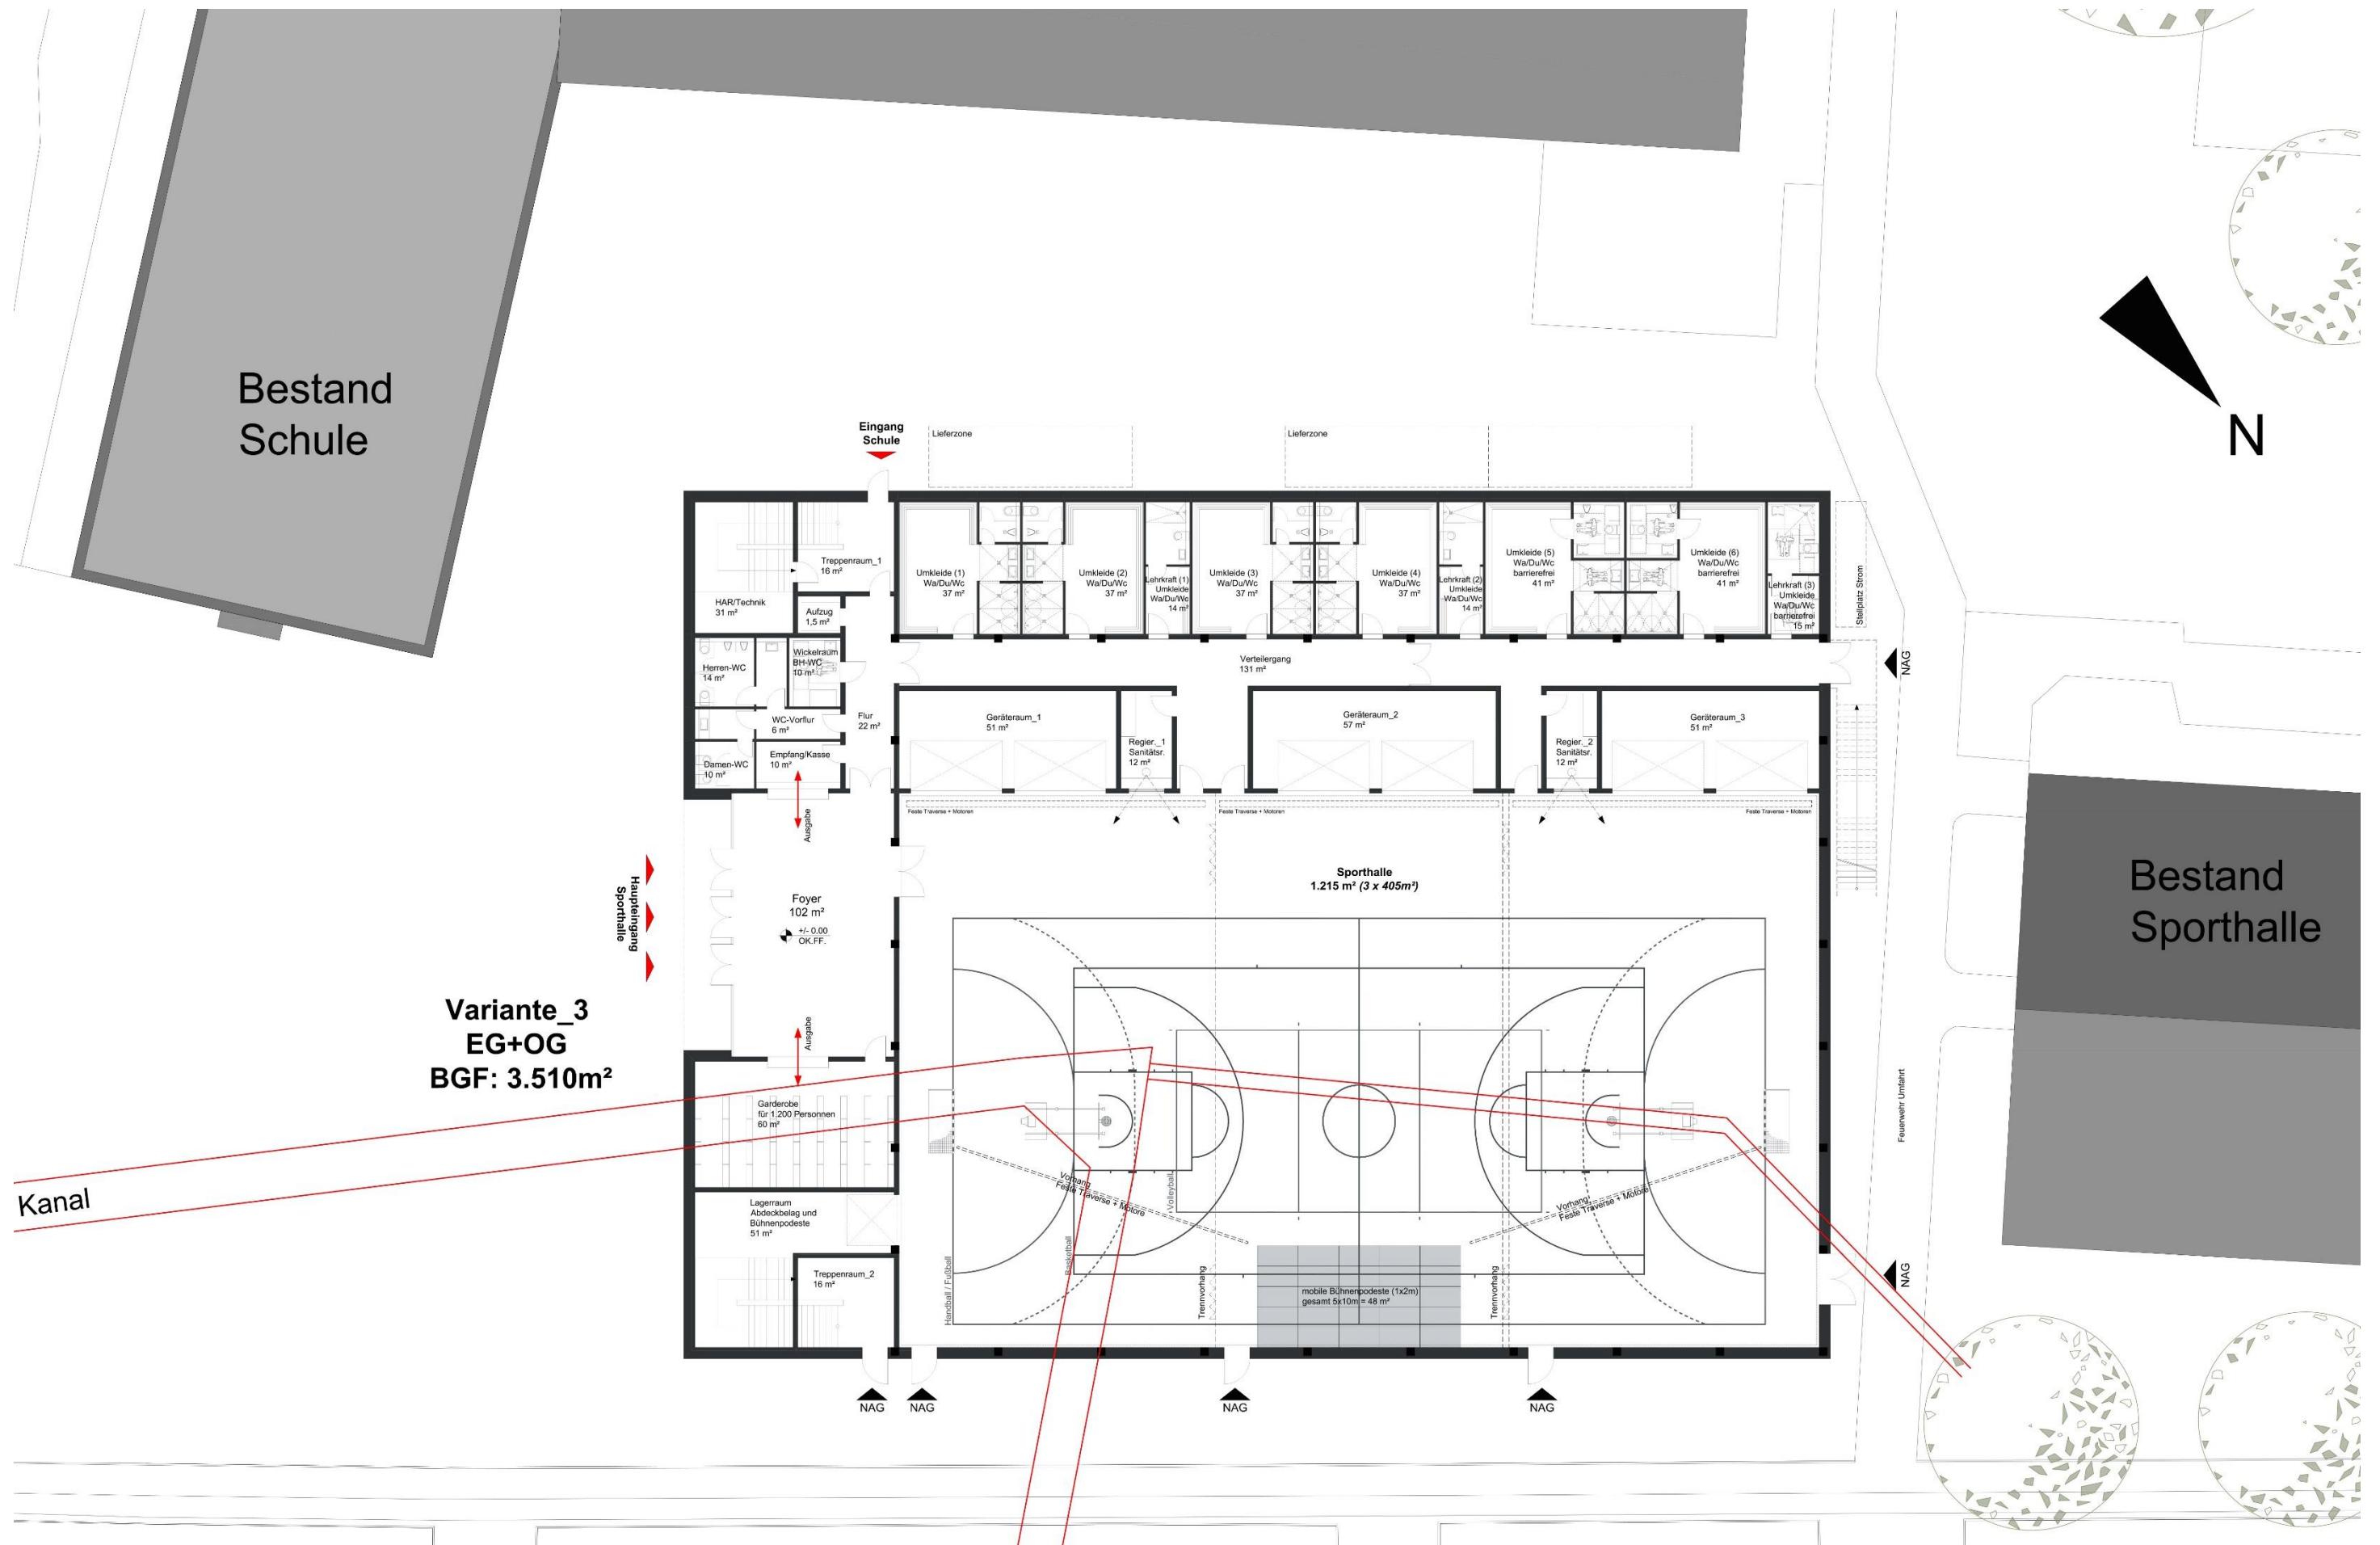 Bestand
Schule
N
Eingang
Schule
Lieferzone
Lieferzone
Treppenraum_1
16 m²
HAR/Technik
31 m²
Aufzug
1,5 m²
Umkleide (1)
Wa/Du/Wc
37 m²
Umkleide (2)
Wa/Du/Wc
37 m²
Lehrkraft (1)
Umkleide
Wa/Du/Wc
14 m²
Umkleide (3)
Wa/Du/Wc
37 m²
Umkleide (4)
Wa/Du/Wc
37 m²
Lehrkraft (2)
Umkleide
Wa/Du/Wc
14 m²
Umkleide (5)
Wa/Du/Wc
barrierefrei
41 m²
Umkleide (6)
Wa/Du/Wc
barrierefrei
41 m²
Lehrkraft (3)
Umkleide
Wa/Du/Wc
barrierefrei
15 m²
Stellplatz Strom
Herren-WC
14 m²
Wickelraum
BH-WC
10 m²
WC-Vorflur
6 m²
Flur
22 m²
Damen-WC
10 m²
Empfang/Kasse
10 m²
Verteilergang
131 m²
NAG
Geräteraum_1
51 m²
Regier._1
Sanitätsr.
12 m²
Geräteraum_2
57 m²
Regier._2
Sanitätsr.
12 m²
Geräteraum_3
51 m²
Feste Traverse + Motoren
Feste Traverse + Motoren
Feste Traverse + Motoren
Ausgabe
Haupteingang
Sporthalle
Foyer
102 m²
+/- 0.00
OK.FF.
Ausgabe
Sporthalle
1.215 m² (3 x 405m²)
Bestand
Sporthalle
Variante_3
EG+OG
BGF: 3.510m²
Garderobe
für 1.200 Personnen
60 m²
Kanal
Lagerraum
Abdeckbelag und
Bühnenpodeste
51 m²
Treppenraum_2
16 m²
Vorhang
Feste Traverse + Motore
Vorhang
Feste Traverse + Motore
Volleyball
Basketball
Handball / Fußball
Trennvorhang
Trennvorhang
mobile Bühnenpodeste (1x2m)
gesamt 5x10m = 48 m²
Feuerwehr Umfahrt
NAG
NAG
NAG
NAG
NAG